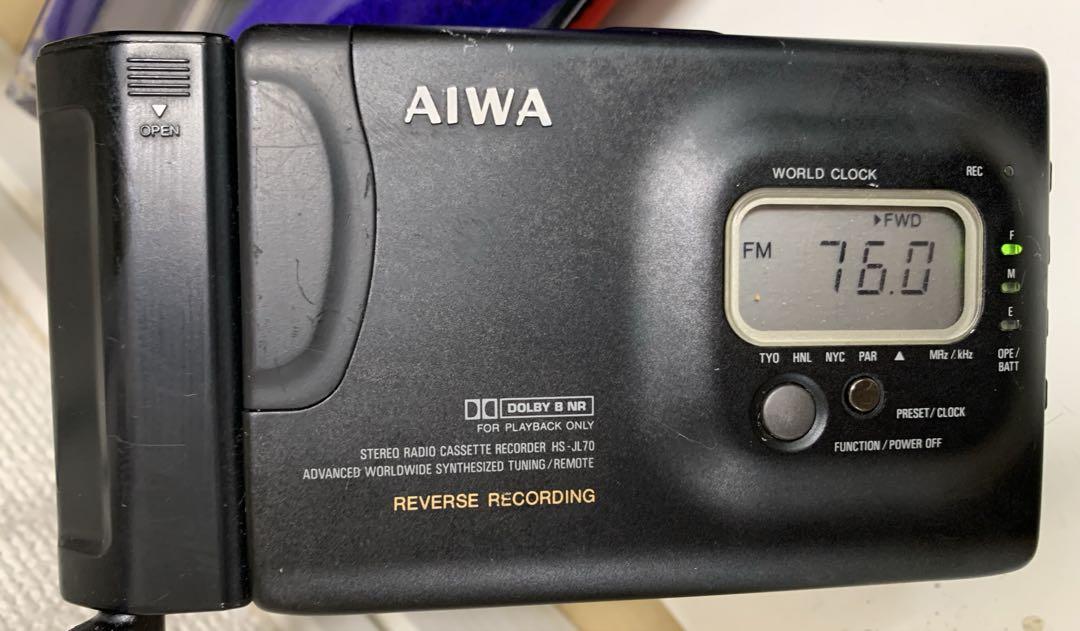 OPEN
AIWA
WORLD CLOCK
REC
▶FWD
FM 76.0
F
M
E
OPE/
BATT
TYO HNL NYC PAR ▲ MHz/kHz
PRESET/CLOCK
FUNCTION/POWER OFF
DOLBY B NR
FOR PLAYBACK ONLY
STEREO RADIO CASSETTE RECORDER HS-JL70
ADVANCED WORLDWIDE SYNTHESIZED TUNING/REMOTE
REVERSE RECORDING